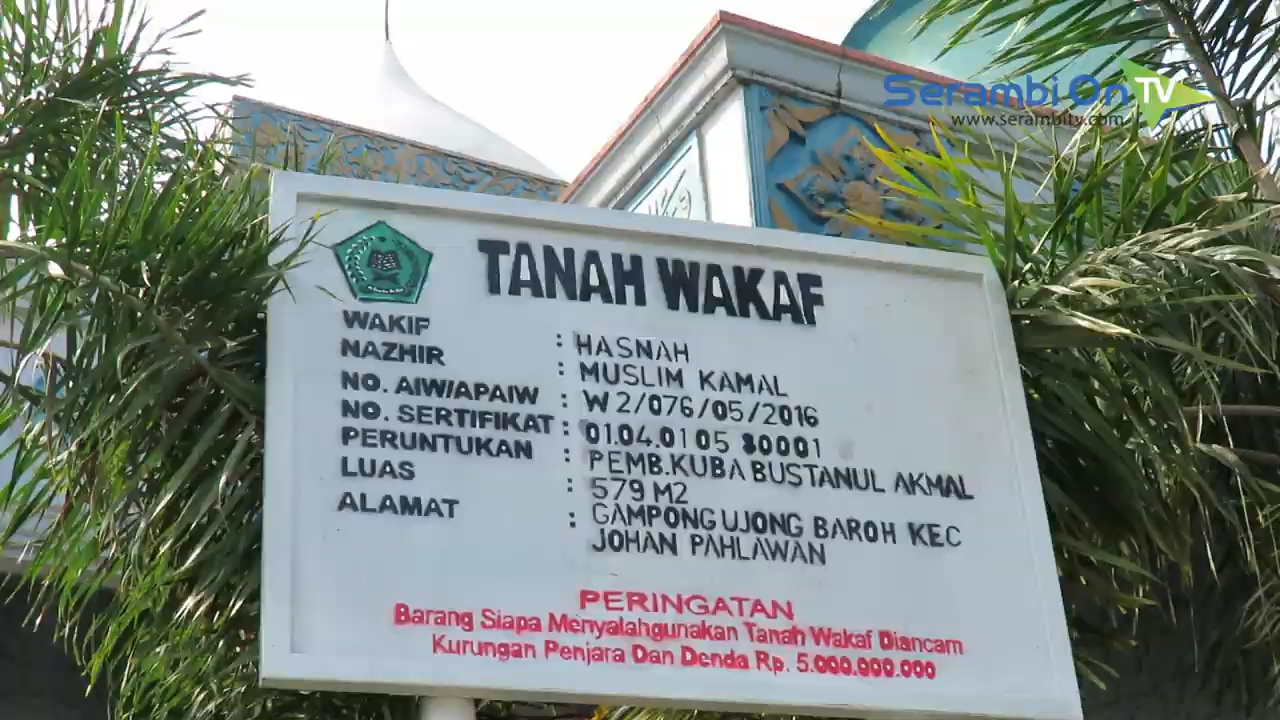 Serambi On TV
www.serambitv.com
TANAH WAKAF
WAKIF : HASNAH
NAZHIR : MUSLIM KAMAL
NO. AIW/APAIW : W 2/076/05/2016
NO. SERTIFIKAT : 01.04.01 05 80001
PERUNTUKAN : PEMB.KUBA BUSTANUL AKMAL
LUAS : 579 M2
ALAMAT : GAMPONG UJONG BAROH KEC
JOHAN PAHLAWAN
PERINGATAN
Barang Siapa Menyalahgunakan Tanah Wakaf Diancam
Kurungan Penjara Dan Denda Rp. 5.000.000.000